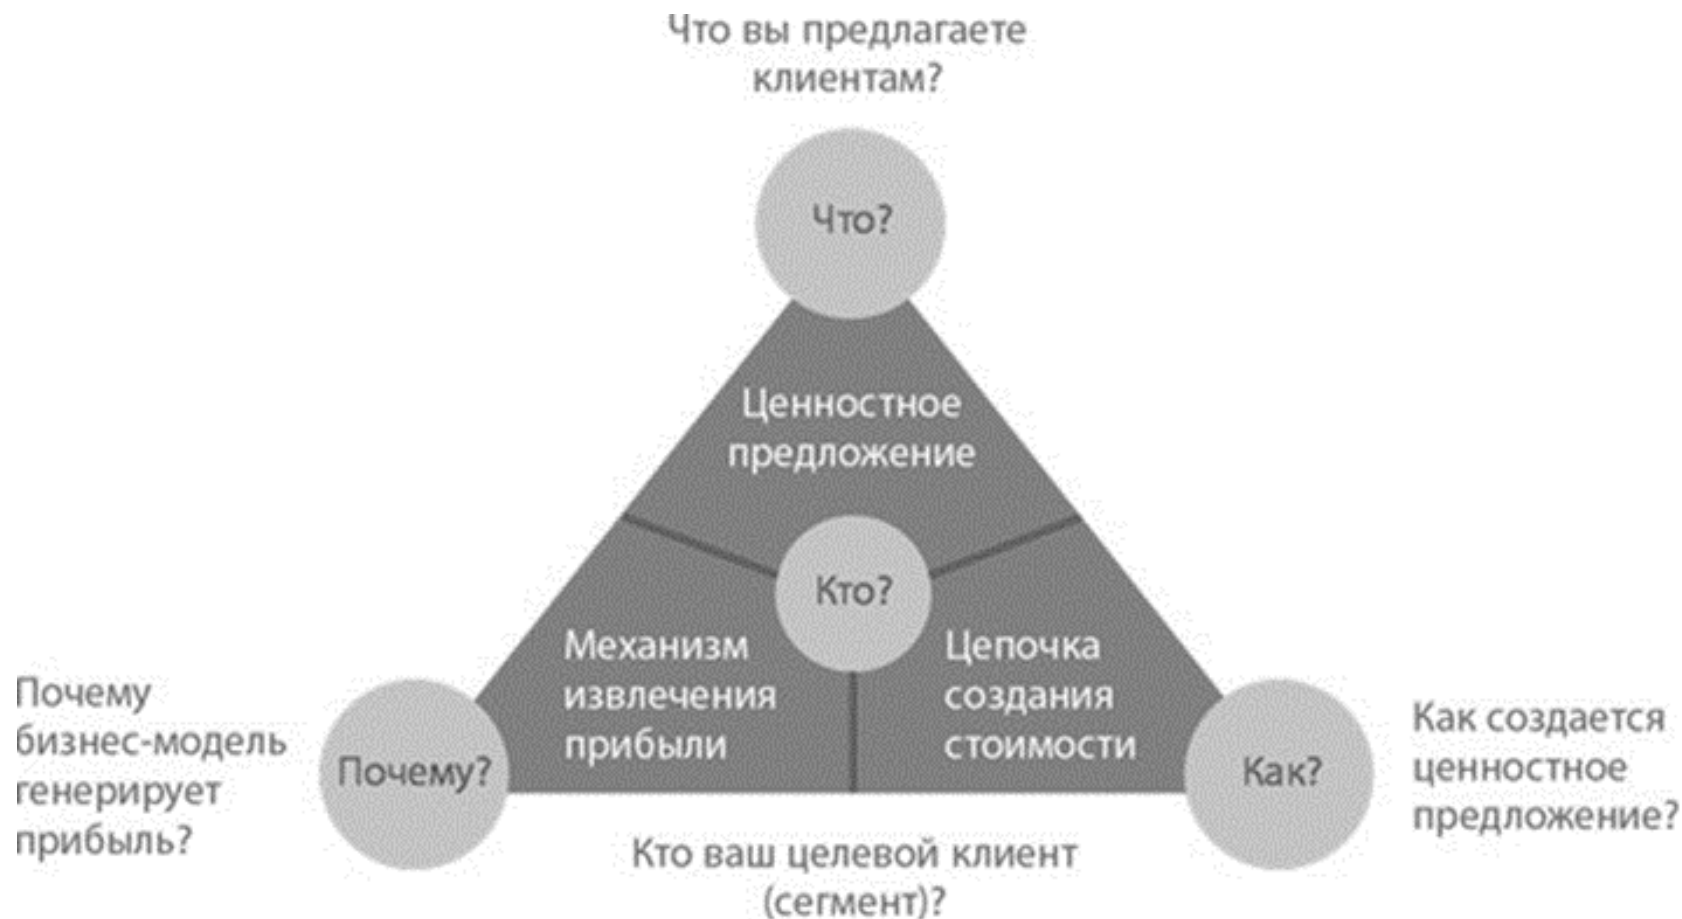 Что вы предлагаете
клиентам?
Что?
Ценностное
предложение
Кто?
Механизм
извлечения
прибыли
Цепочка
создания
стоимости
Почему
бизнес-модель
генерирует
прибыль?
Почему?
Как?
Как создается
ценностное
предложение?
Кто ваш целевой клиент
(сегмент)?